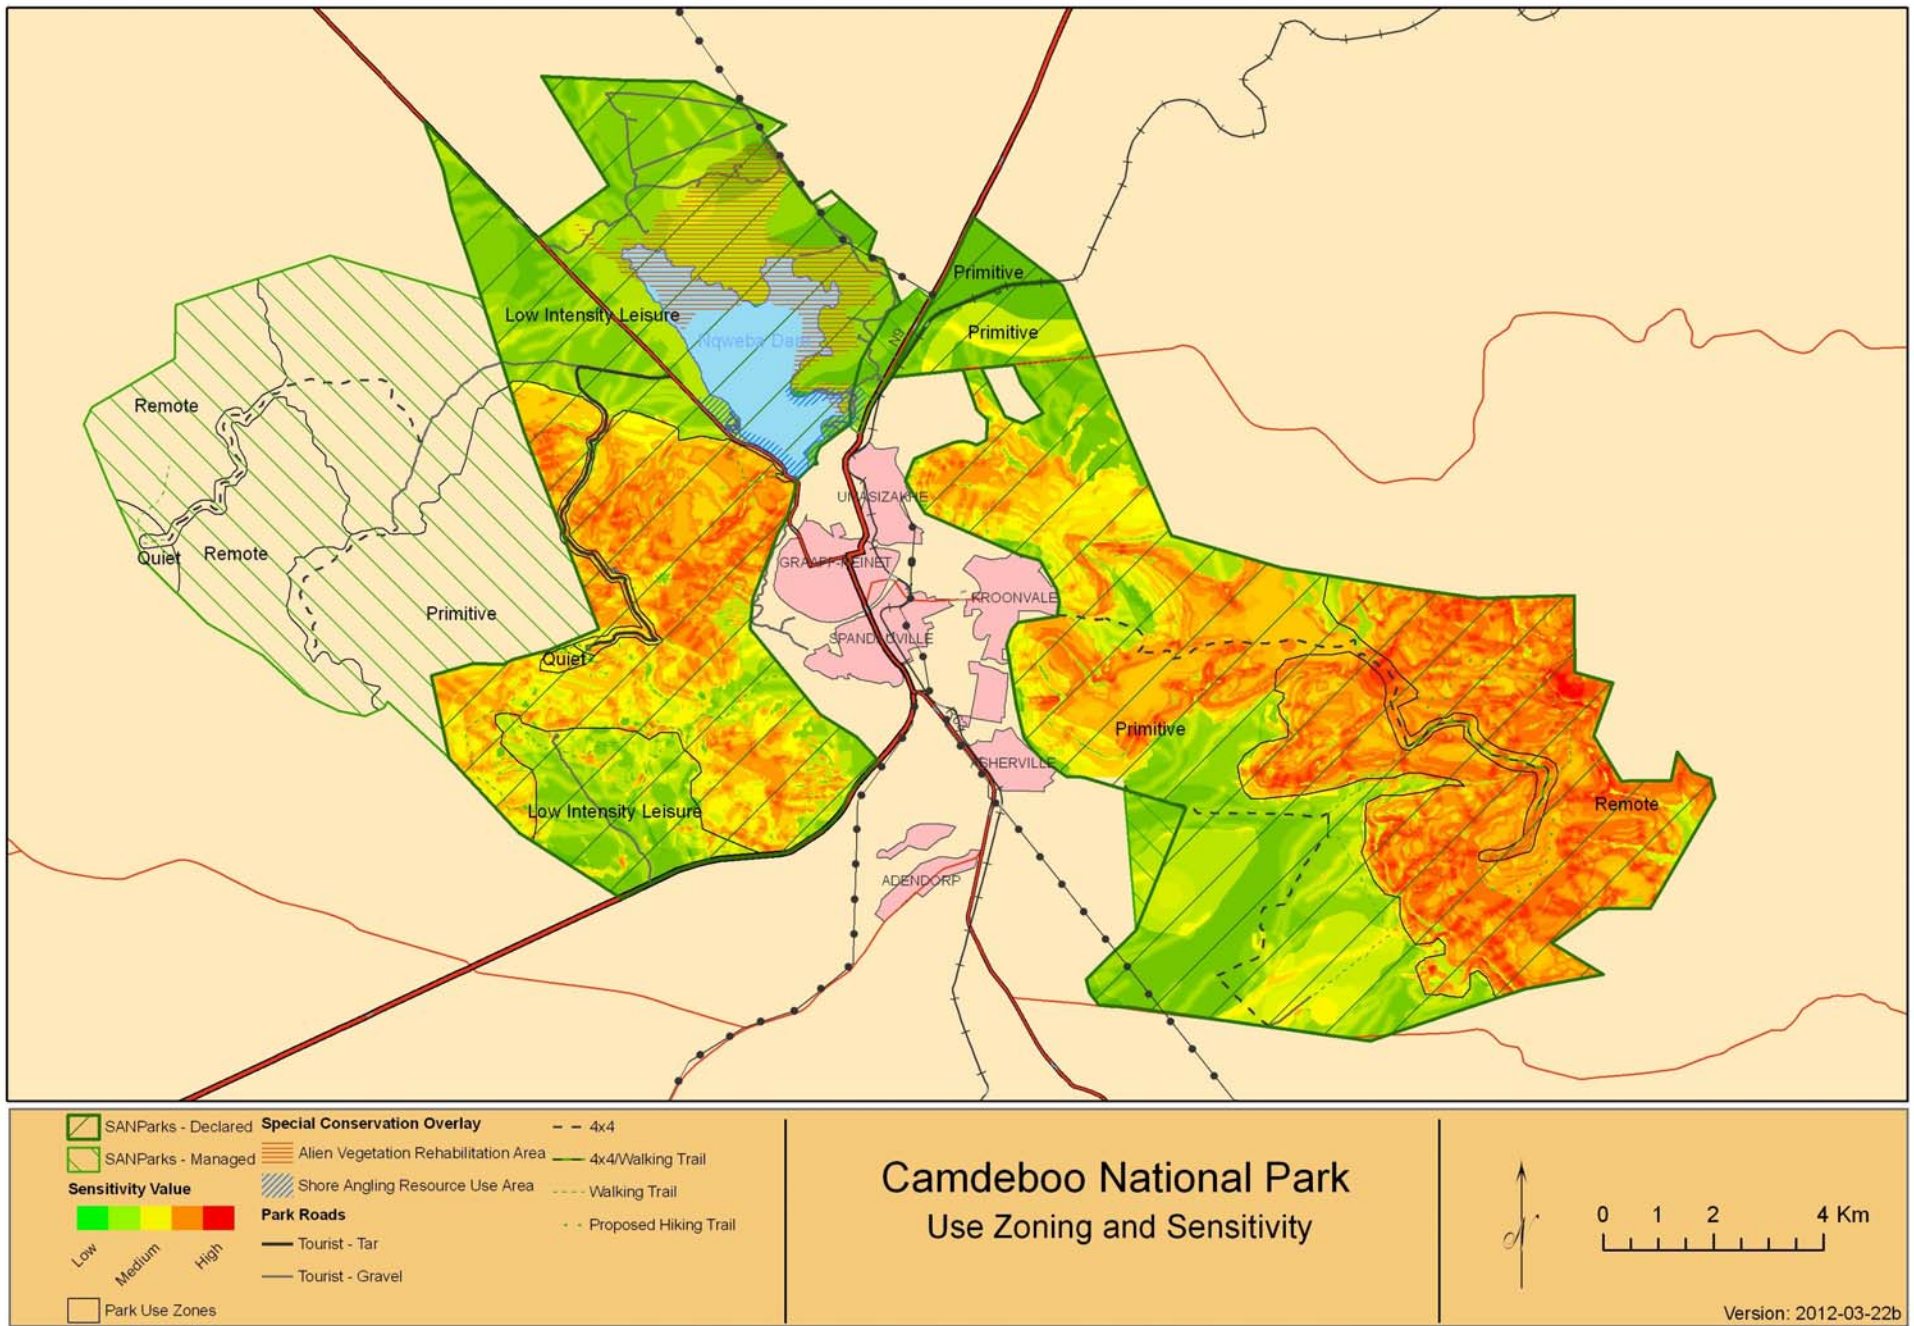 Primitive
Low Intensity Leisure
Primitive
Nqweba Dam
N9
Remote
UMASIZAKHE
Quiet
Remote
GRAAFF-REINET
KROONVALE
Primitive
SPANDAUVILLE
Quiet
Primitive
ASHERVILLE
Low Intensity Leisure
Remote
ADENDORP
SANParks - Declared
SANParks - Managed
Sensitivity Value
Low
Medium
High
Park Use Zones
Special Conservation Overlay
Alien Vegetation Rehabilitation Area
Shore Angling Resource Use Area
Park Roads
Tourist - Tar
Tourist - Gravel
4x4
4x4/Walking Trail
Walking Trail
Proposed Hiking Trail
Camdeboo National Park
Use Zoning and Sensitivity
N
0 1 2 4 Km
Version: 2012-03-22b